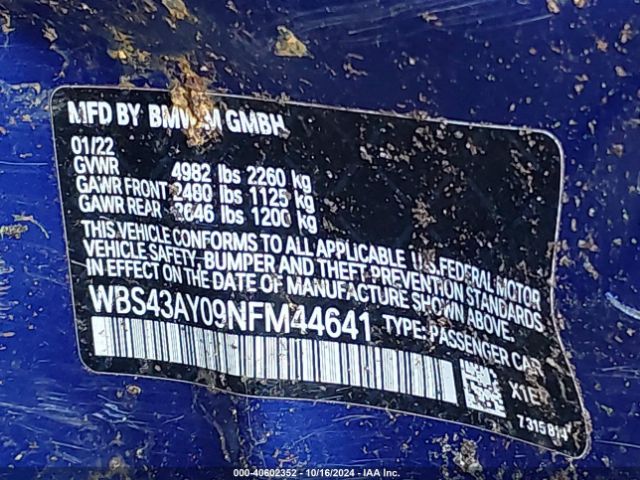 MFD BY BMW M GMBH
01/22
GVWR 4982 lbs 2260 kg
GAWR FRONT 2480 lbs 1125 kg
GAWR REAR 2646 lbs 1200 kg
THIS VEHICLE CONFORMS TO ALL APPLICABLE U.S. FEDERAL MOTOR
VEHICLE SAFETY, BUMPER AND THEFT PREVENTION STANDARDS
IN EFFECT ON THE DATE OF MANUFACTURE SHOWN ABOVE.
WBS43AY09NFM44641 TYPE: PASSENGER CAR
000-40602352 | 10/16/2024 | IAA Inc.